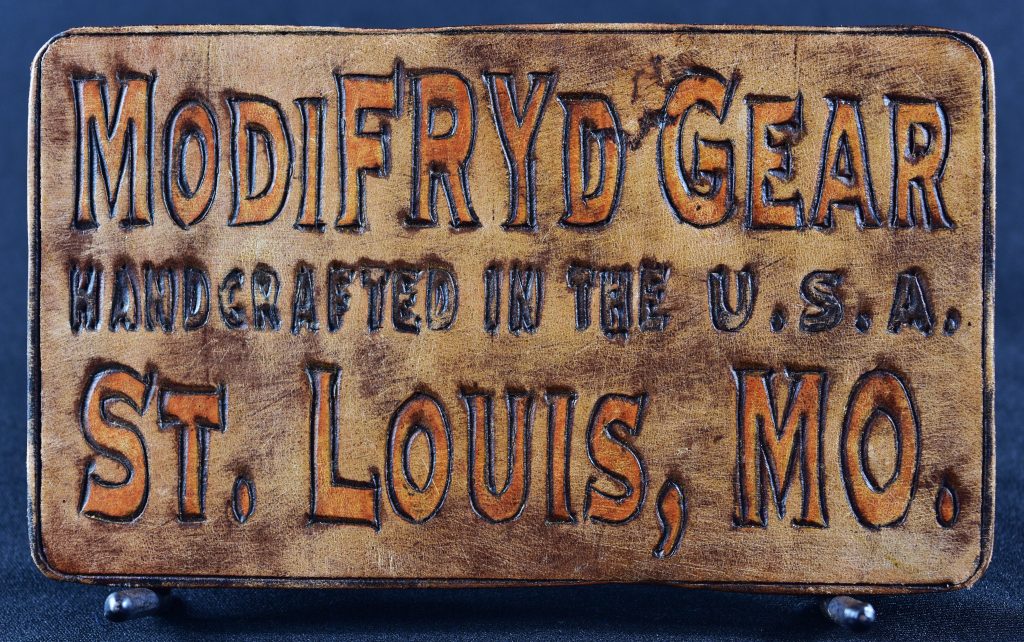 MODIFRYD GEAR
HANDCRAFTED IN THE U.S.A.
ST. LOUIS, MO.